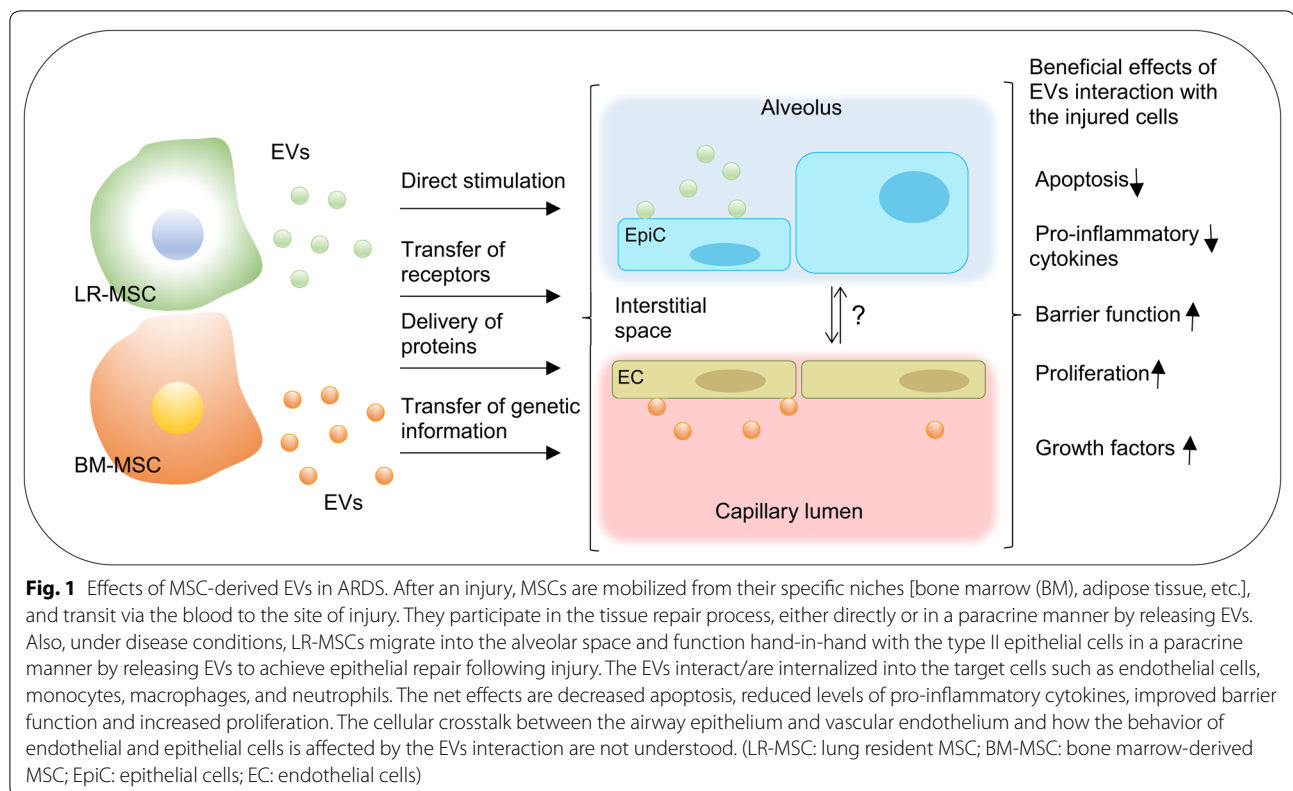 EVs
LR-MSC
BM-MSC
EVs
Direct stimulation
Transfer of
receptors
Delivery of
proteins
Transfer of genetic
information
Alveolus
EpiC
Interstitial
space
?
EC
Capillary lumen
Beneficial effects of
EVs interaction with
the injured cells
Apoptosis
Pro-inflammatory
cytokines
Barrier function
Proliferation
Growth factors
Fig. 1 Effects of MSC-derived EVs in ARDS. After an injury, MSCs are mobilized from their specific niches [bone marrow (BM), adipose tissue, etc.],
and transit via the blood to the site of injury. They participate in the tissue repair process, either directly or in a paracrine manner by releasing EVs.
Also, under disease conditions, LR-MSCs migrate into the alveolar space and function hand-in-hand with the type II epithelial cells in a paracrine
manner by releasing EVs to achieve epithelial repair following injury. The EVs interact/are internalized into the target cells such as endothelial cells,
monocytes, macrophages, and neutrophils. The net effects are decreased apoptosis, reduced levels of pro-inflammatory cytokines, improved barrier
function and increased proliferation. The cellular crosstalk between the airway epithelium and vascular endothelium and how the behavior of
endothelial and epithelial cells is affected by the EVs interaction are not understood. (LR-MSC: lung resident MSC; BM-MSC: bone marrow-derived
MSC; EpiC: epithelial cells; EC: endothelial cells)